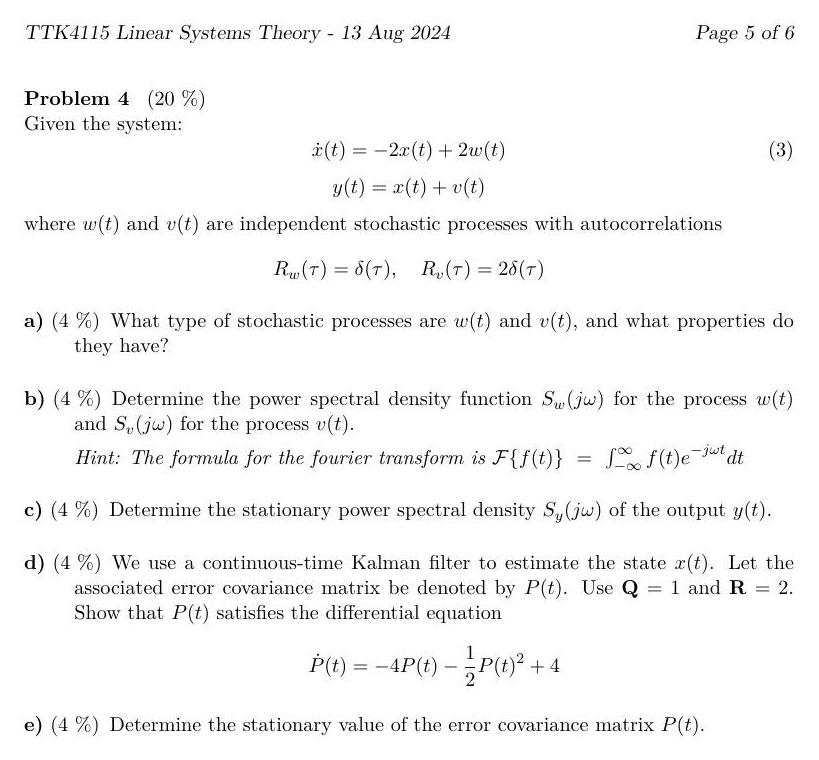 TTK4115 Linear Systems Theory - 13 Aug 2024 Page 5 of 6
Problem 4 (20 %)
Given the system:
ẋ(t) = −2x(t) + 2w(t) (3)
y(t) = x(t) + v(t)
where w(t) and v(t) are independent stochastic processes with autocorrelations
R_w(τ) = δ(τ), R_v(τ) = 2δ(τ)
a) (4 %) What type of stochastic processes are w(t) and v(t), and what properties do
they have?
b) (4 %) Determine the power spectral density function S_w(jω) for the process w(t)
and S_v(jω) for the process v(t).
Hint: The formula for the fourier transform is F{f(t)} = ∫_{−∞}^{∞} f(t)e^{−jωt}dt
c) (4 %) Determine the stationary power spectral density S_y(jω) of the output y(t).
d) (4 %) We use a continuous-time Kalman filter to estimate the state x(t). Let the
associated error covariance matrix be denoted by P(t). Use Q = 1 and R = 2.
Show that P(t) satisfies the differential equation
Ṗ(t) = −4P(t) − 1/2 P(t)² + 4
e) (4 %) Determine the stationary value of the error covariance matrix P(t).